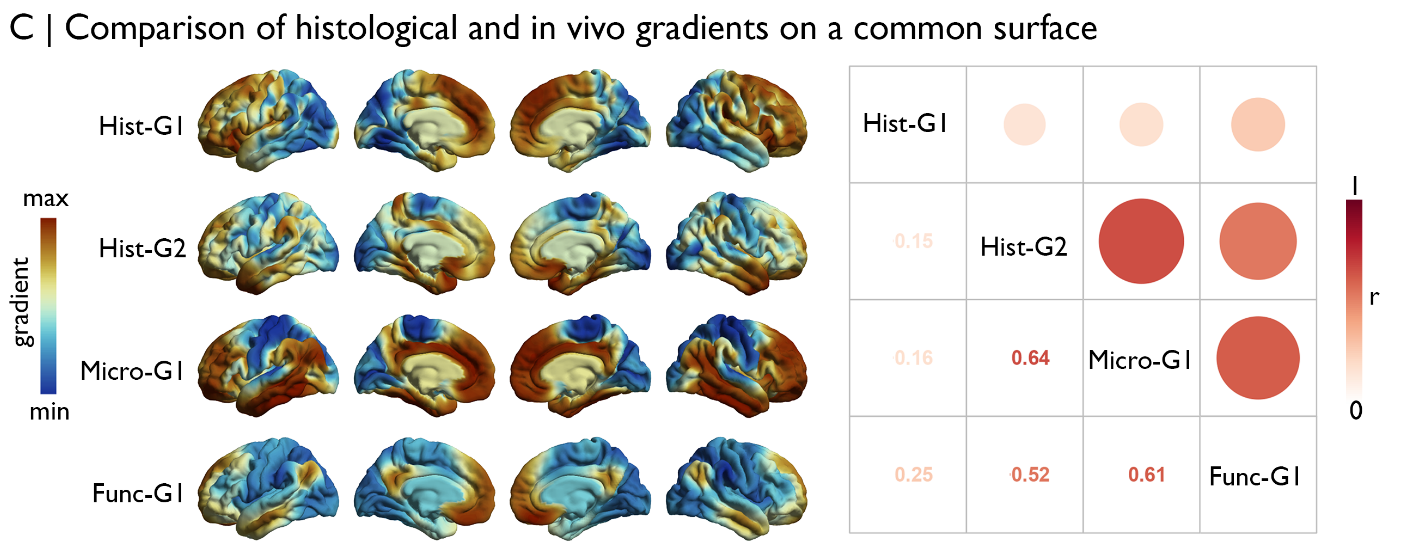 C | Comparison of histological and in vivo gradients on a common surface
Hist-G1
Hist-G2
Micro-G1
Func-G1
max
gradient
min
Hist-G1
0.15
Hist-G2
0.16
0.64
Micro-G1
0.25
0.52
0.61
Func-G1
1
r
0